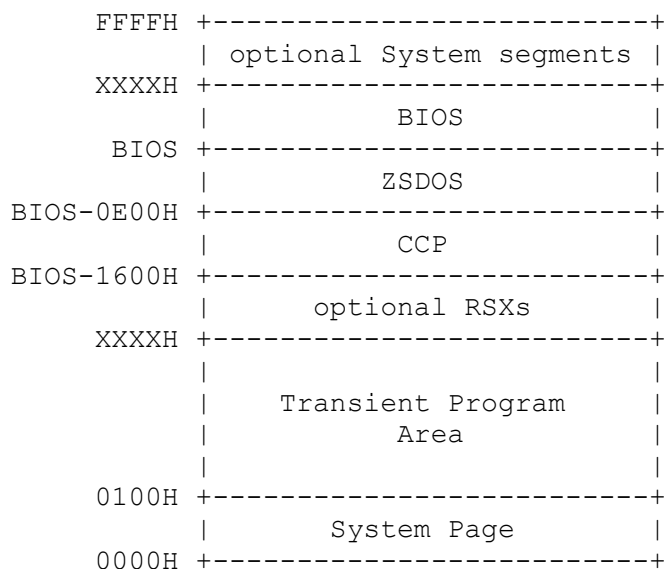 FFFFH +---------------------------+
| optional System segments |
XXXXH +---------------------------+
| BIOS |
BIOS +---------------------------+
| ZSDOS |
BIOS-0E00H +---------------------------+
| CCP |
BIOS-1600H +---------------------------+
| optional RSXs |
XXXXH +---------------------------+
| |
| Transient Program |
| Area |
| |
0100H +---------------------------+
| System Page |
0000H +---------------------------+